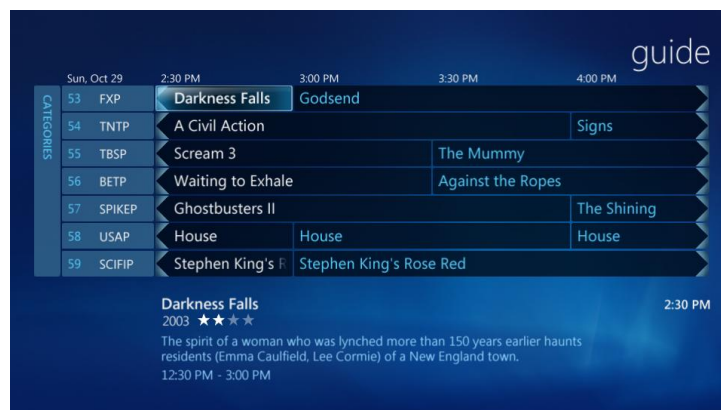 guide
Sun, Oct 29 2:30 PM 3:00 PM 3:30 PM 4:00 PM
CATEGORIES
53 FXP Darkness Falls Godsend
54 TNTP A Civil Action Signs
55 TBSP Scream 3 The Mummy
56 BETP Waiting to Exhale Against the Ropes
57 SPIKEP Ghostbusters II The Shining
58 USAP House House House
59 SCIFIP Stephen King's R Stephen King's Rose Red
Darkness Falls 2:30 PM
2003
The spirit of a woman who was lynched more than 150 years earlier haunts
residents (Emma Caulfield, Lee Cormie) of a New England town.
12:30 PM - 3:00 PM